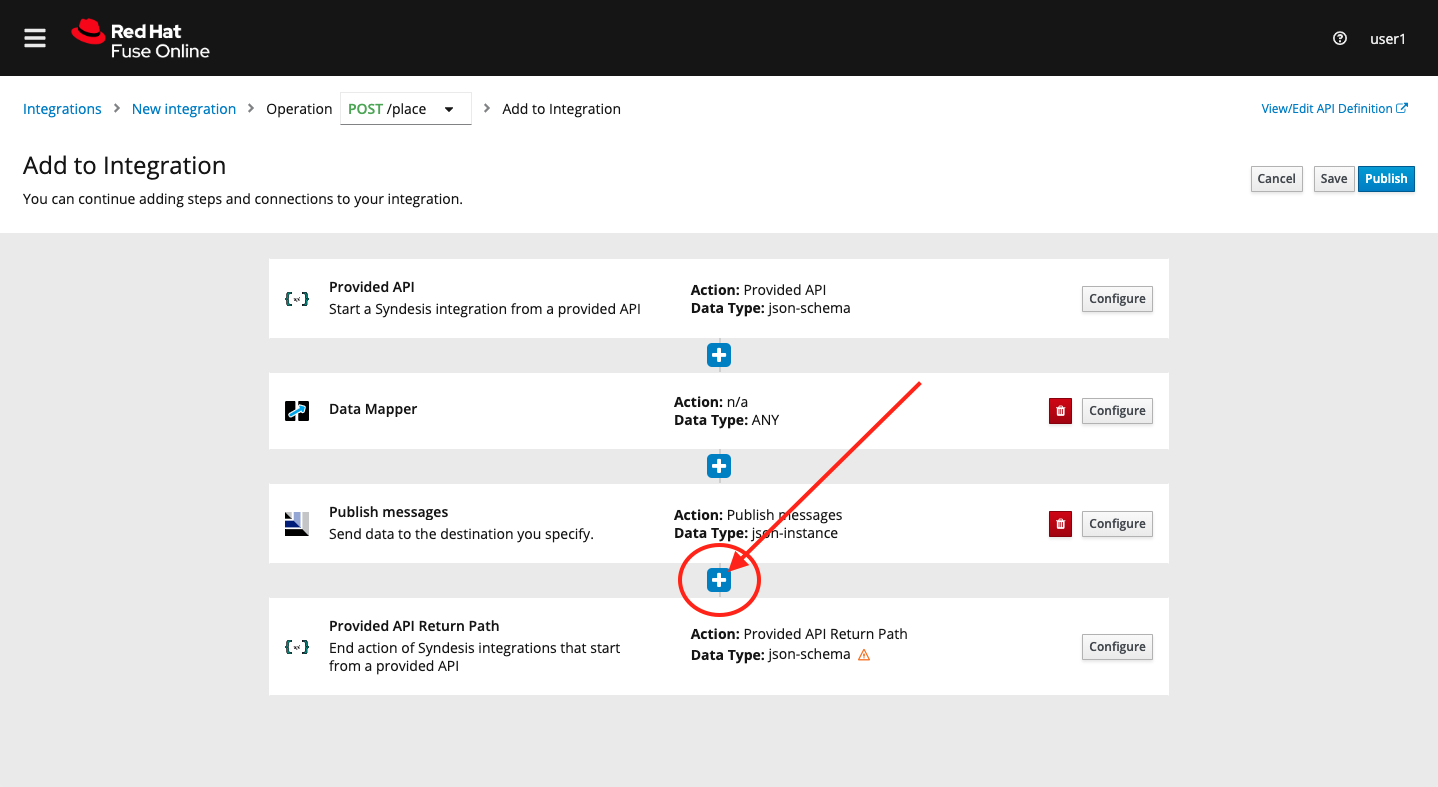 Red Hat
Fuse Online
user1
Integrations > New integration > Operation POST /place > Add to Integration
View/Edit API Definition
Add to Integration
You can continue adding steps and connections to your integration.
Cancel Save Publish
Provided API
Start a Syndesis integration from a provided API
Action: Provided API
Data Type: json-schema
Configure
Data Mapper
Action: n/a
Data Type: ANY
Configure
Publish messages
Send data to the destination you specify.
Action: Publish messages
Data Type: json-instance
Configure
Provided API Return Path
End action of Syndesis integrations that start
from a provided API
Action: Provided API Return Path
Data Type: json-schema
Configure